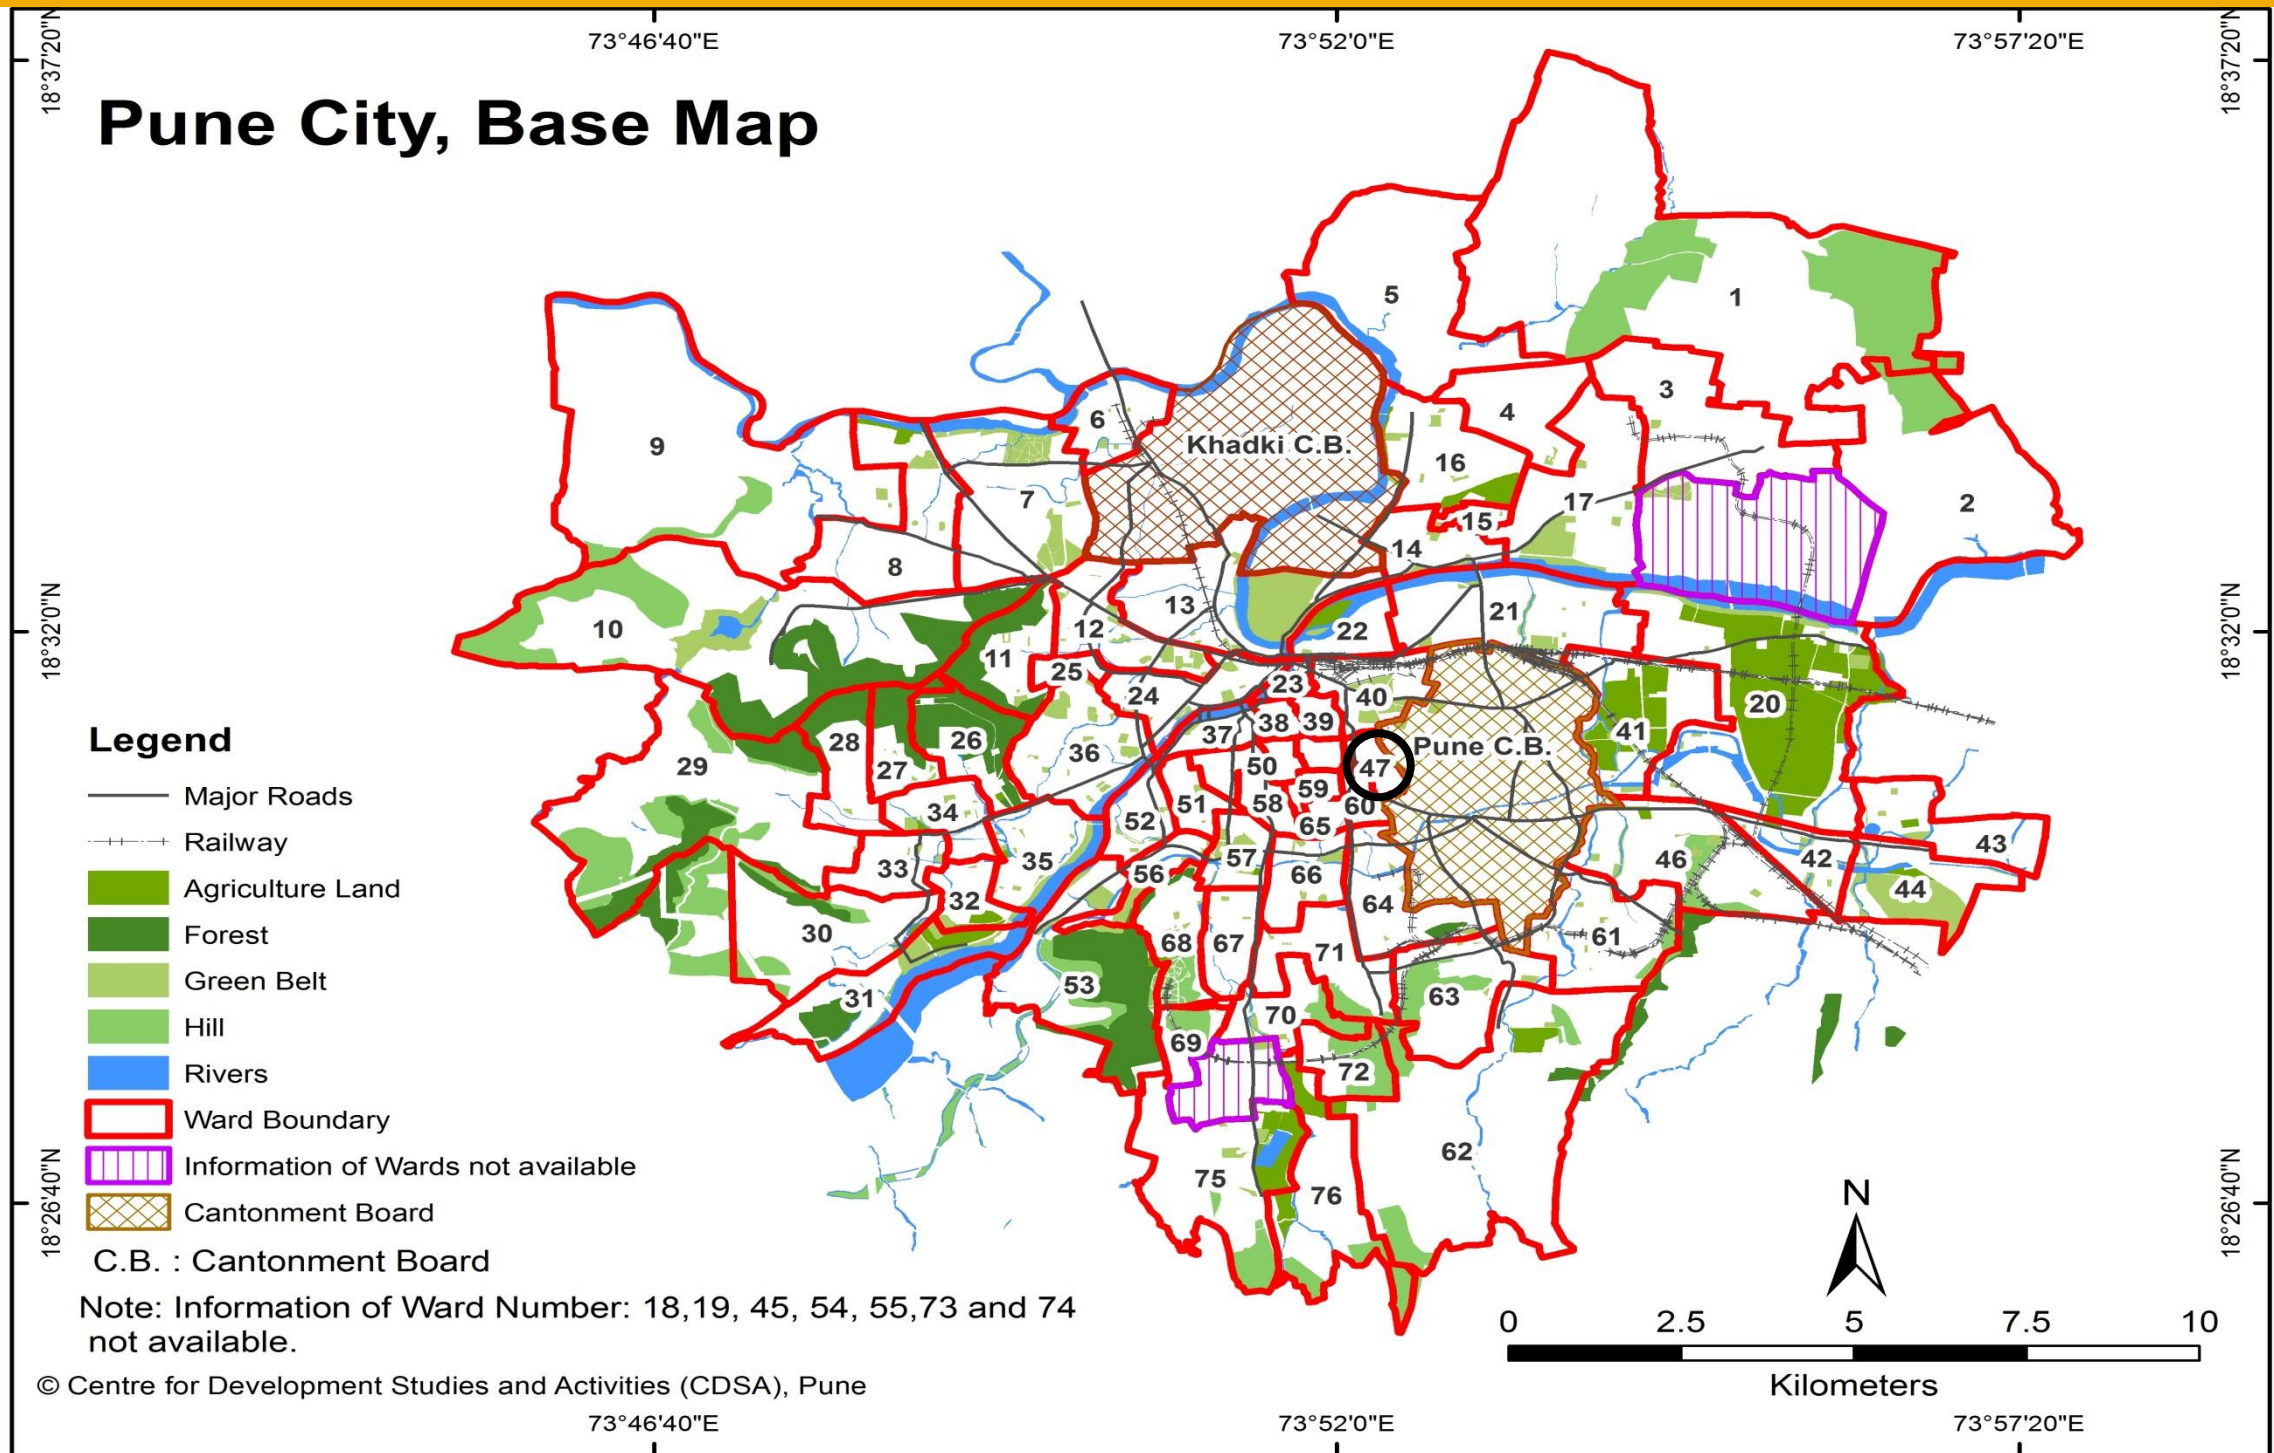 73°46'40"E 73°52'0"E 73°57'20"E
18°37'20"N 18°37'20"N
Pune City, Base Map
1
5
3
4
9
6
Khadki C.B.
16
7
17
2
15
14
8
13
21
10
12
22
11
25
23
24
40
20
38 39
37
41
28
26
Pune C.B.
36
29
27
50
47
59
51
58
60
34
52
65
43
35
57
46
42
33
56
66
44
32
64
30
68
67
61
71
53
31
63
70
69
72
62
75
76
18°32'0"N 18°32'0"N
Legend
Major Roads
Railway
Agriculture Land
Forest
Green Belt
Hill
Rivers
Ward Boundary
Information of Wards not available
Cantonment Board
C.B. : Cantonment Board
Note: Information of Ward Number: 18,19, 45, 54, 55,73 and 74
not available.
© Centre for Development Studies and Activities (CDSA), Pune
18°26'40"N 18°26'40"N
N
0 2.5 5 7.5 10
Kilometers
73°46'40"E 73°52'0"E 73°57'20"E